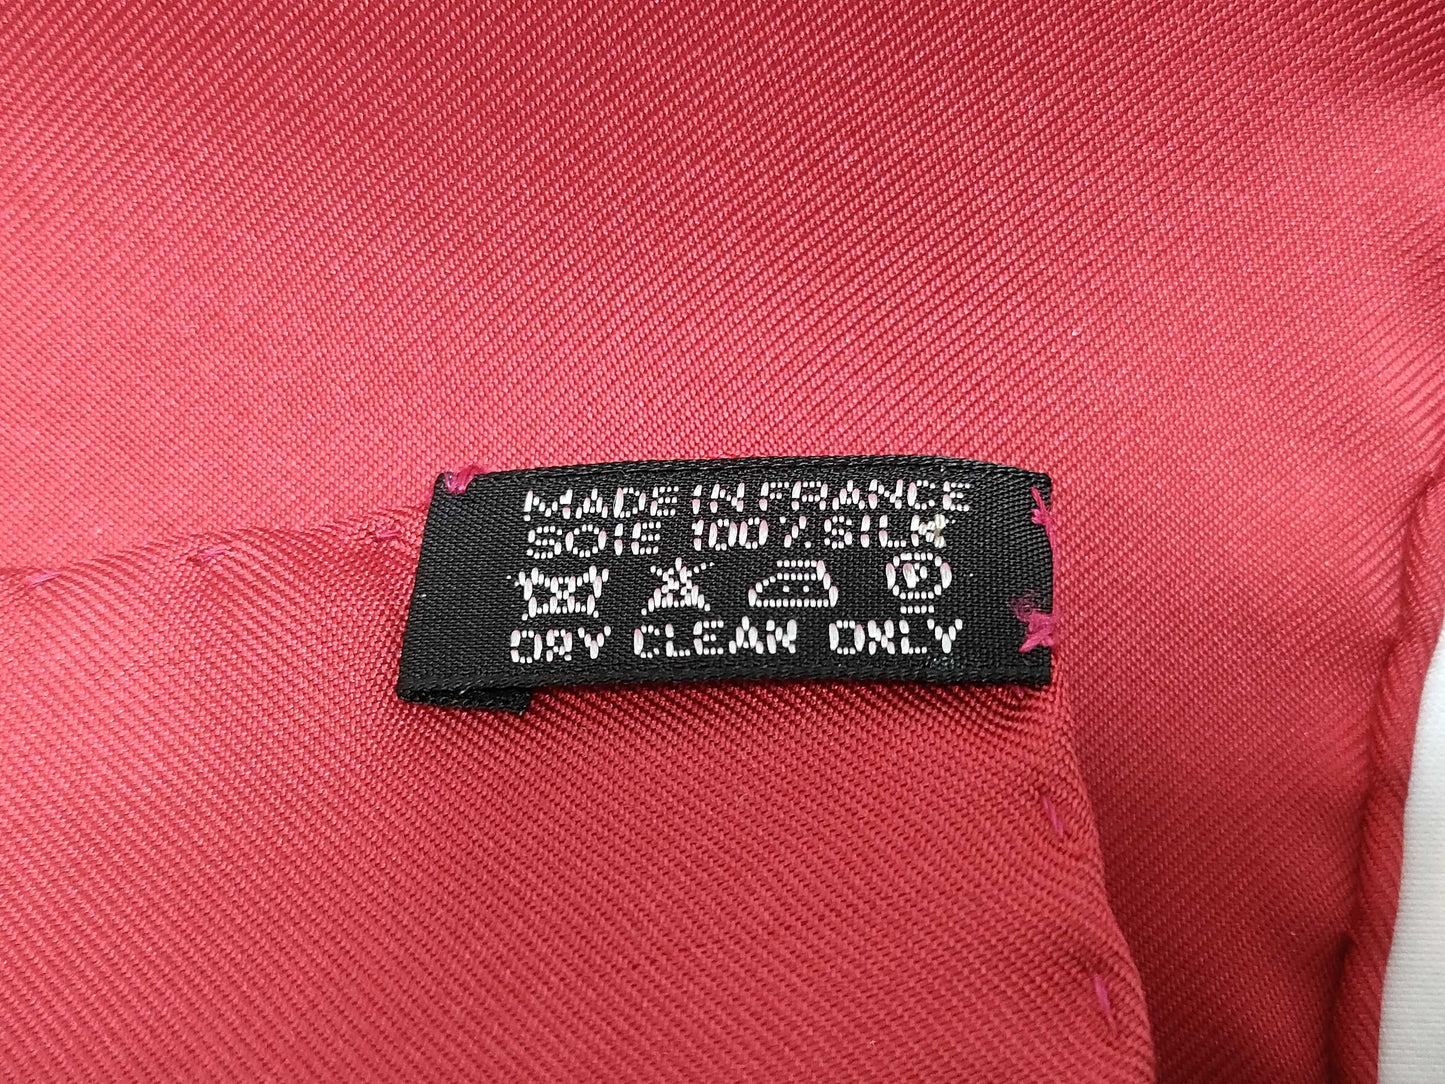 MADE IN FRANCE
SOIE 100% SILK
P
DRY CLEAN ONLY